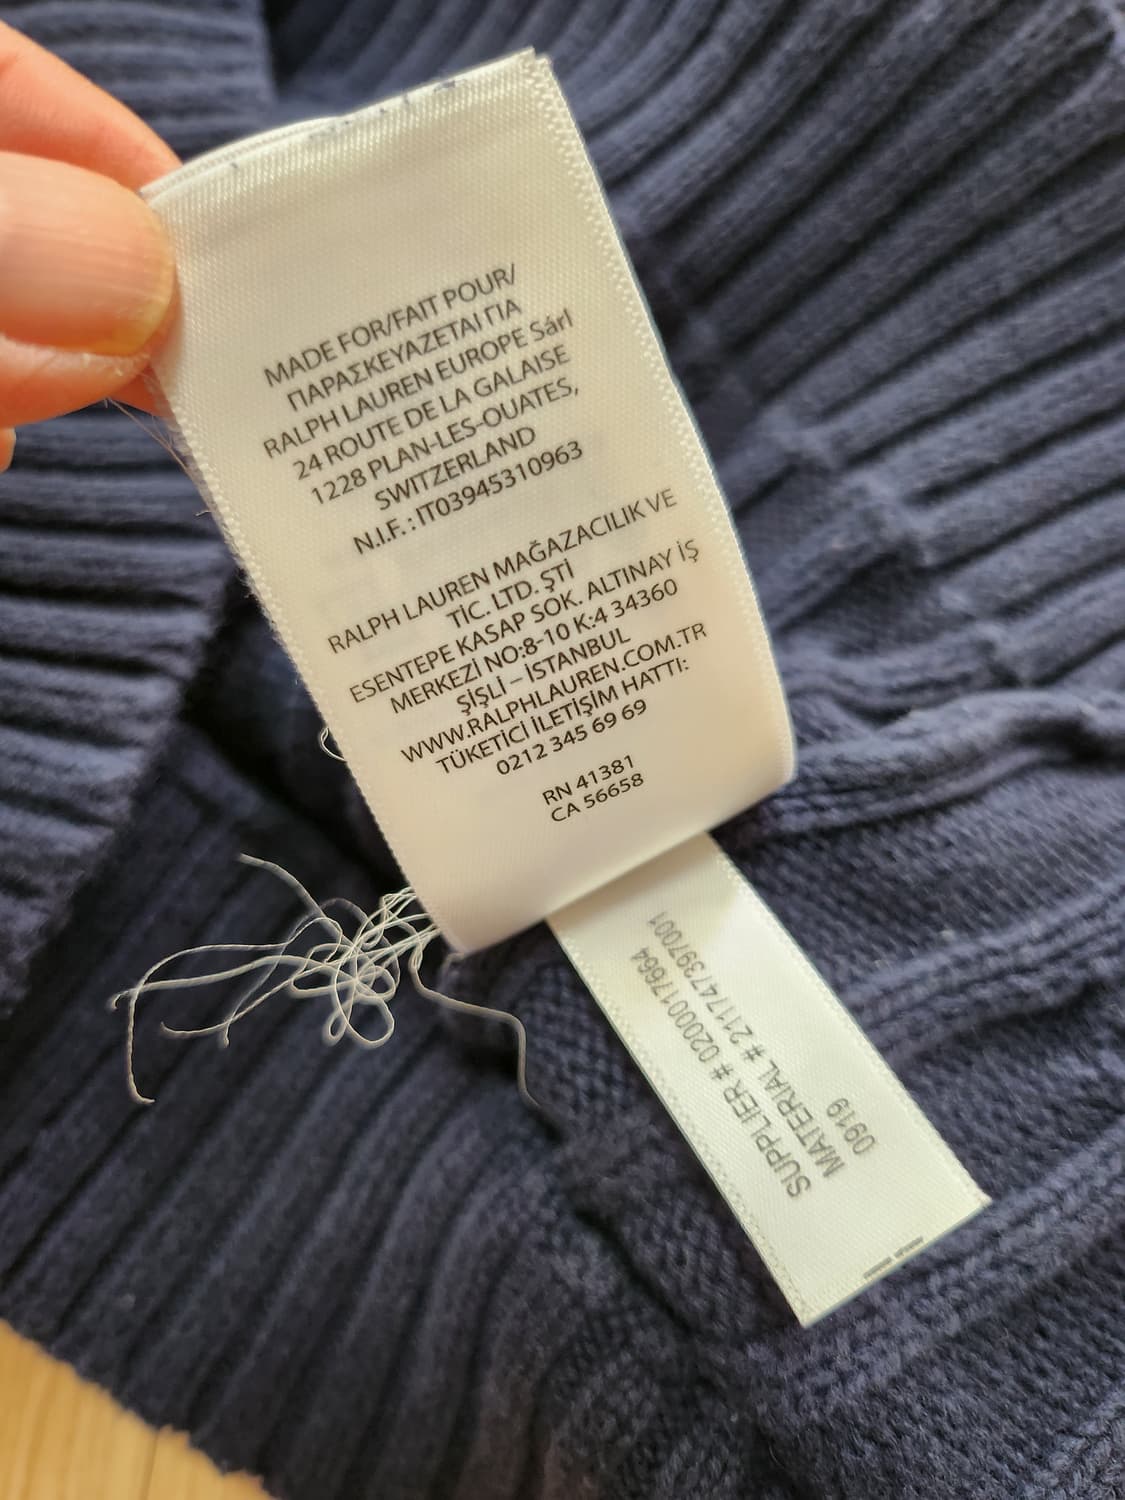 MADE FOR/FAIT POUR/
ΠΑΡΑΣΚΕΥΑΖΕΤΑΙ ΓΙΑ
RALPH LAUREN EUROPE Sárl
24 ROUTE DE LA GALAISE
1228 PLAN-LES-OUATES,
SWITZERLAND
N.I.F. : IT03945310963
RALPH LAUREN MAĞAZACILIK VE
TİC. LTD. ŞTİ
ESENTEPE KASAP SOK. ALTINAY İŞ
MERKEZİ NO:8-10 K:4 34360
ŞİŞLİ – İSTANBUL
WWW.RALPHLAUREN.COM.TR
TÜKETİCİ İLETİŞİM HATTI:
0212 345 69 69
RN 41381
CA 56658
SUPPLIER # 0200017664
MATERIAL # 211747397001
0919